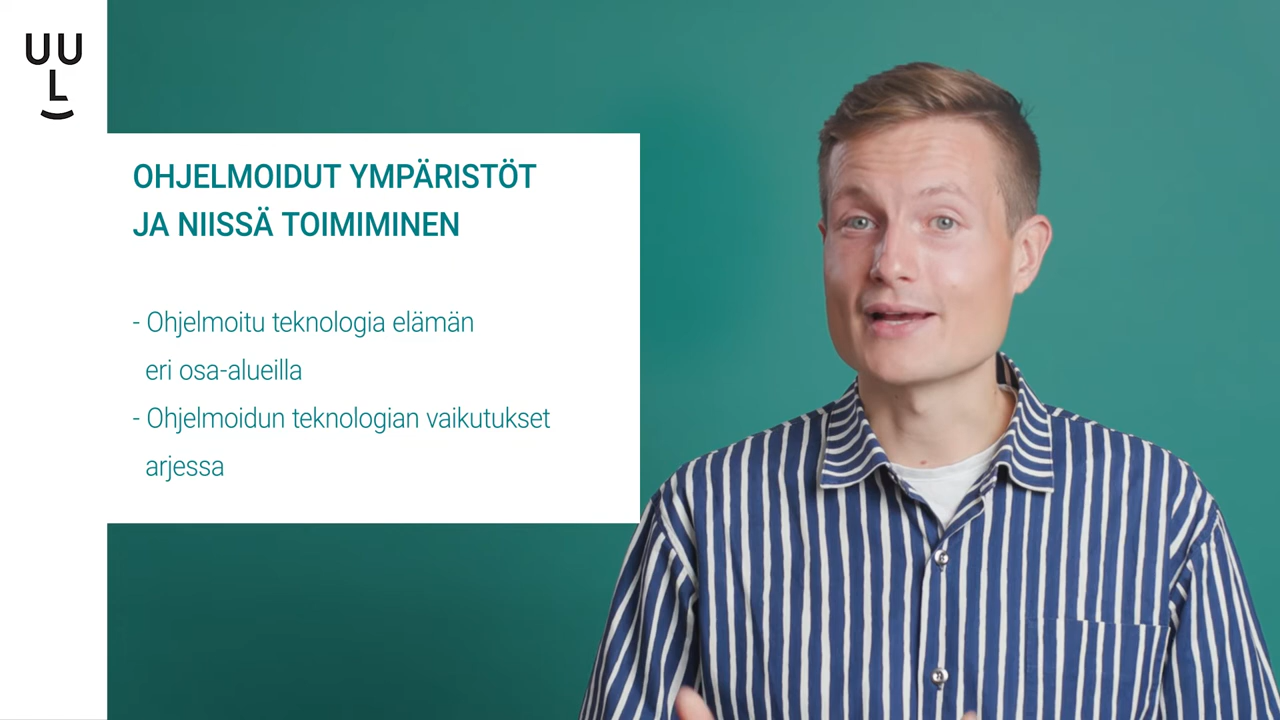 UU
L
OHJELMOIDUT YMPÄRISTÖT
JA NIISSÄ TOIMIMINEN
- Ohjelmoitu teknologia elämän
eri osa-alueilla
- Ohjelmoidun teknologian vaikutukset
arjessa